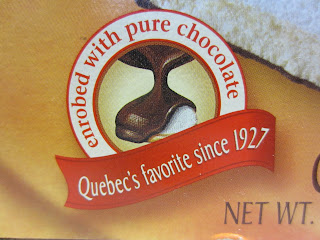 enrobed with pure chocolate
Quebec's favorite since 1927
NET WT.